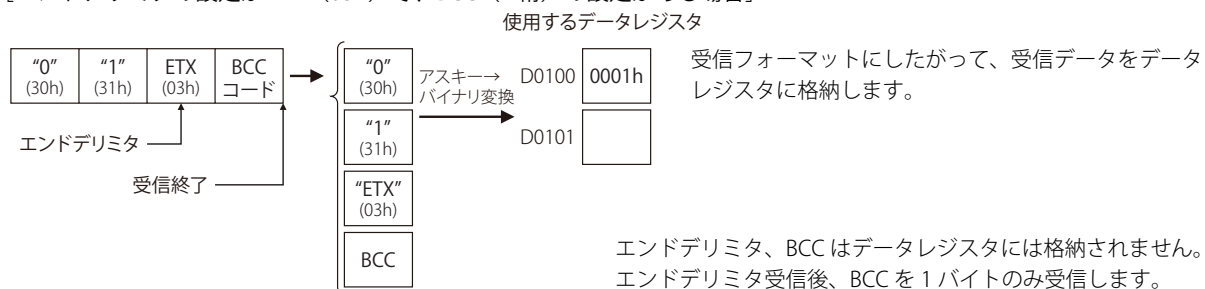 使用するデータレジスタ
“0”
(30h)
“1”
(31h)
ETX
(03h)
BCC
コード
エンドデリミタ
受信終了
“0”
(30h)
“1”
(31h)
“ETX”
(03h)
BCC
アスキー→
バイナリ変換
D0100
0001h
D0101
受信フォーマットにしたがって、受信データをデータ
レジスタに格納します。
エンドデリミタ、BCC はデータレジスタには格納されません。
エンドデリミタ受信後、BCC を 1 バイトのみ受信します。